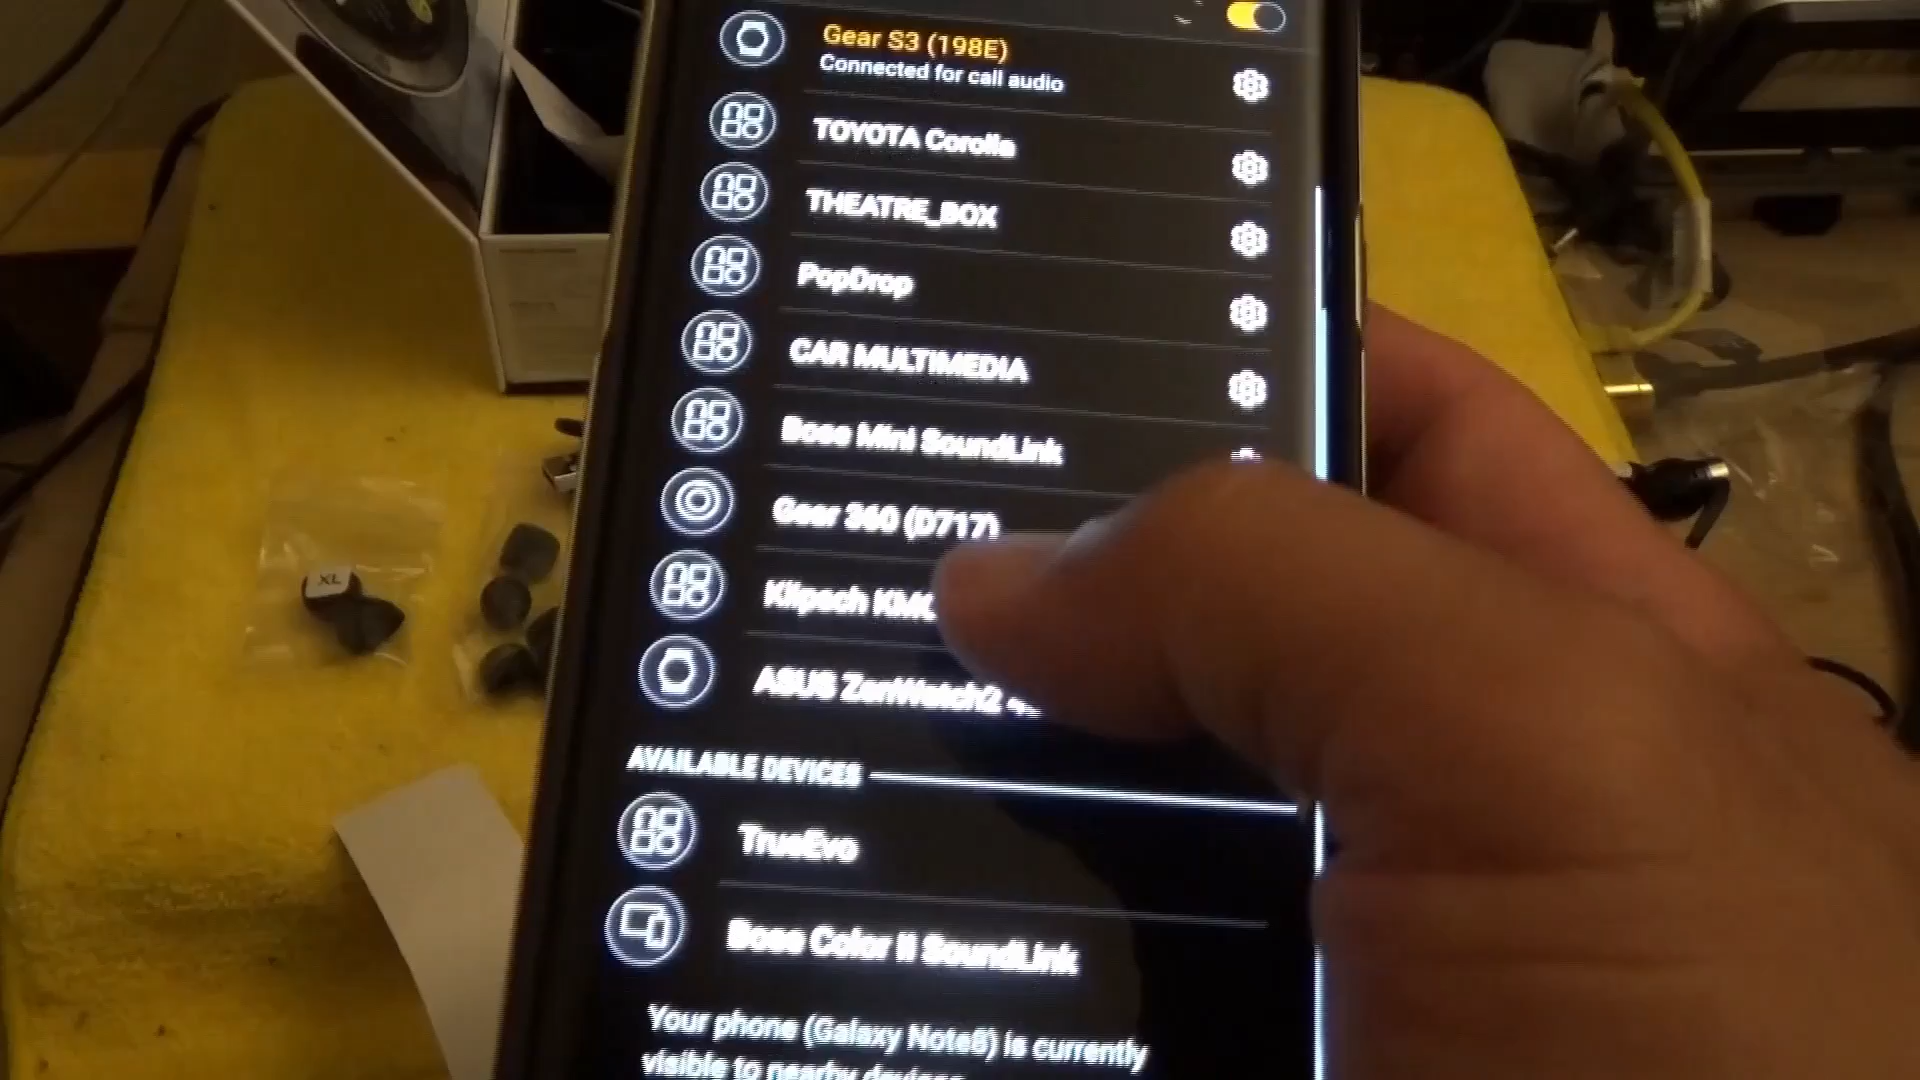 Gear S3 (198E)
Connected for call audio
TOYOTA Corolla
THEATRE_BOX
PopDrop
CAR MULTIMEDIA
Bose Mini SoundLink
Gear 360 (D717)
Klipsch
ASUS ZenWatch2
AVAILABLE DEVICES
TrueEvo
Bose Color II SoundLink
Your phone (Galaxy Note8) is currently
visible to nearby devices
XL